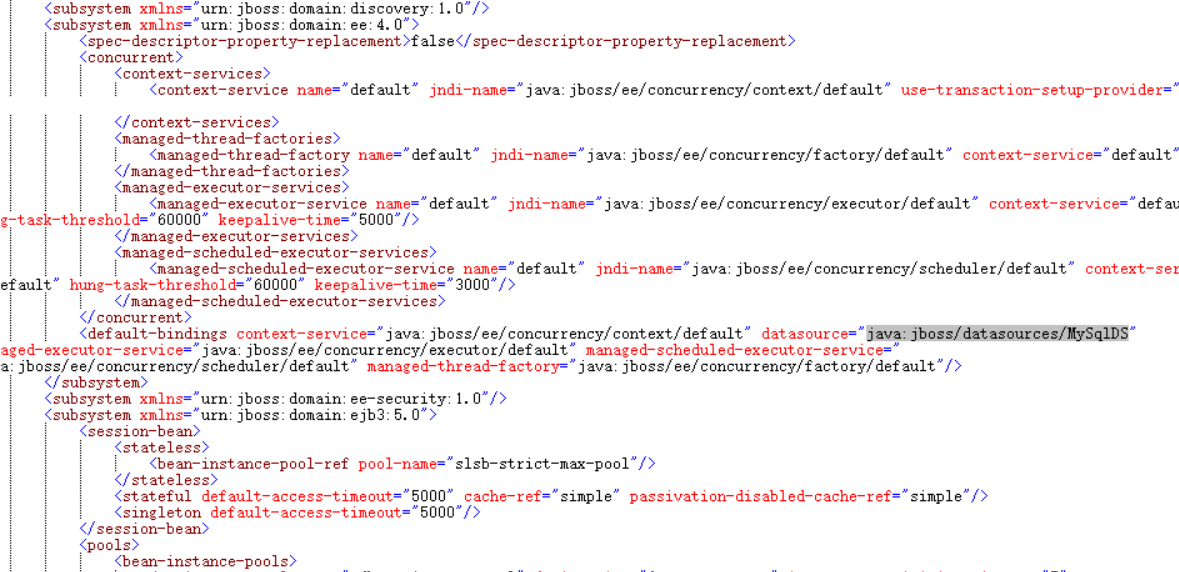 <subsystem xmlns="urn:jboss:domain:discovery:1.0"/>
<subsystem xmlns="urn:jboss:domain:ee:4.0">
<spec-descriptor-property-replacement>false</spec-descriptor-property-replacement>
<concurrent>
<context-services>
<context-service name="default" jndi-name="java:jboss/ee/concurrency/context/default" use-transaction-setup-provider="
</context-services>
<managed-thread-factories>
<managed-thread-factory name="default" jndi-name="java:jboss/ee/concurrency/factory/default" context-service="default"
</managed-thread-factories>
<managed-executor-services>
<managed-executor-service name="default" jndi-name="java:jboss/ee/concurrency/executor/default" context-service="defau
g-task-threshold="60000" keepalive-time="5000"/>
</managed-executor-services>
<managed-scheduled-executor-services>
<managed-scheduled-executor-service name="default" jndi-name="java:jboss/ee/concurrency/scheduler/default" context-ser
efault" hung-task-threshold="60000" keepalive-time="3000"/>
</managed-scheduled-executor-services>
</concurrent>
<default-bindings context-service="java:jboss/ee/concurrency/context/default" datasource="java:jboss/datasources/MySqlDS"
aged-executor-service="java:jboss/ee/concurrency/executor/default" managed-scheduled-executor-service="
a:jboss/ee/concurrency/scheduler/default" managed-thread-factory="java:jboss/ee/concurrency/factory/default"/>
</subsystem>
<subsystem xmlns="urn:jboss:domain:ee-security:1.0"/>
<subsystem xmlns="urn:jboss:domain:ejb3:5.0">
<session-bean>
<stateless>
<bean-instance-pool-ref pool-name="slsb-strict-max-pool"/>
</stateless>
<stateful default-access-timeout="5000" cache-ref="simple" passivation-disabled-cache-ref="simple"/>
<singleton default-access-timeout="5000"/>
</session-bean>
<pools>
<bean-instance-pools>